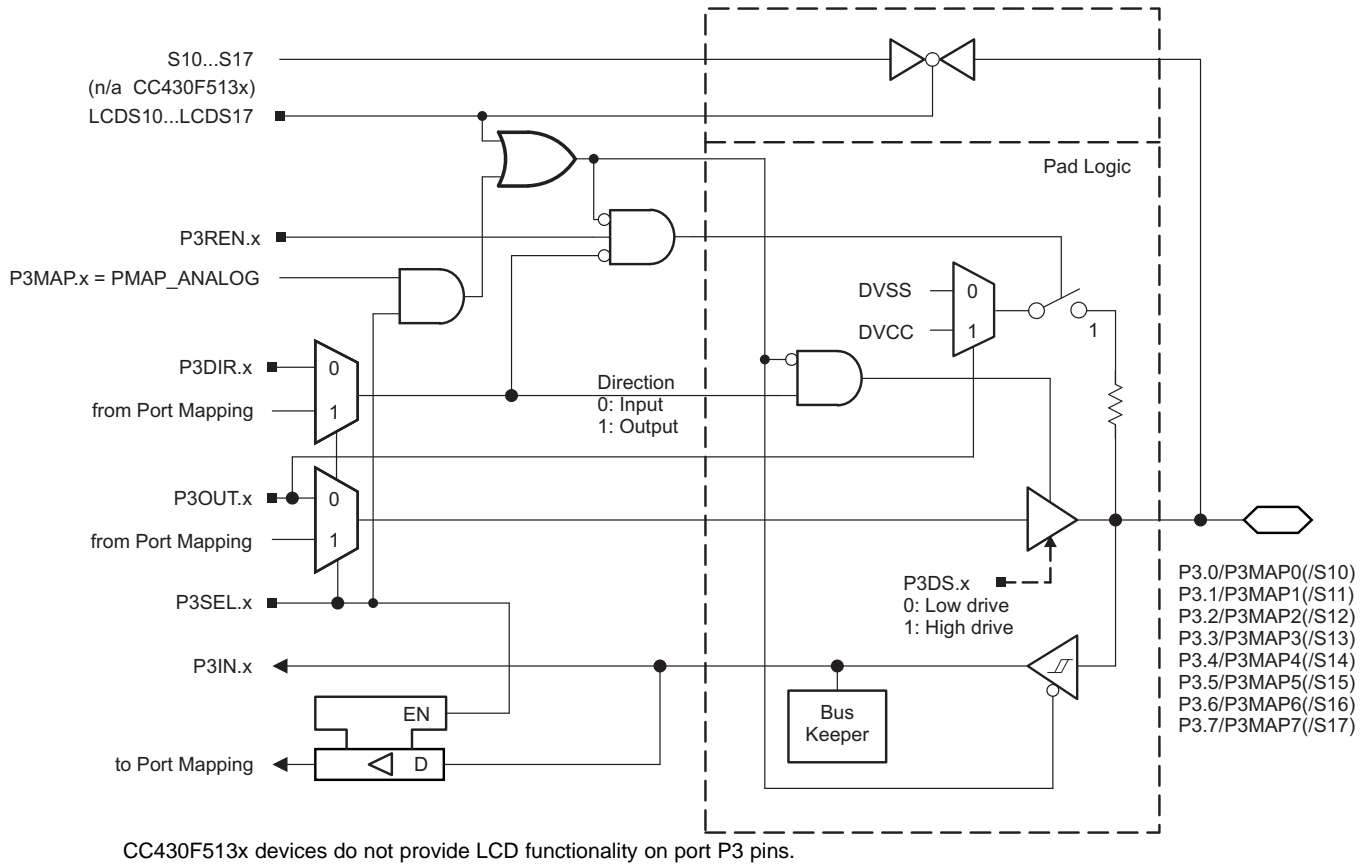 S10...S17
(n/a CC430F513x)
LCDS10...LCDS17
Pad Logic
P3REN.x
P3MAP.x = PMAP_ANALOG
DVSS
0
DVCC
1
1
P3DIR.x
0
from Port Mapping
1
Direction
0: Input
1: Output
P3OUT.x
0
from Port Mapping
1
P3DS.x
0: Low drive
1: High drive
P3SEL.x
P3.0/P3MAP0(/S10)
P3.1/P3MAP1(/S11)
P3.2/P3MAP2(/S12)
P3.3/P3MAP3(/S13)
P3.4/P3MAP4(/S14)
P3.5/P3MAP5(/S15)
P3.6/P3MAP6(/S16)
P3.7/P3MAP7(/S17)
P3IN.x
EN
Bus
Keeper
to Port Mapping
D
CC430F513x devices do not provide LCD functionality on port P3 pins.